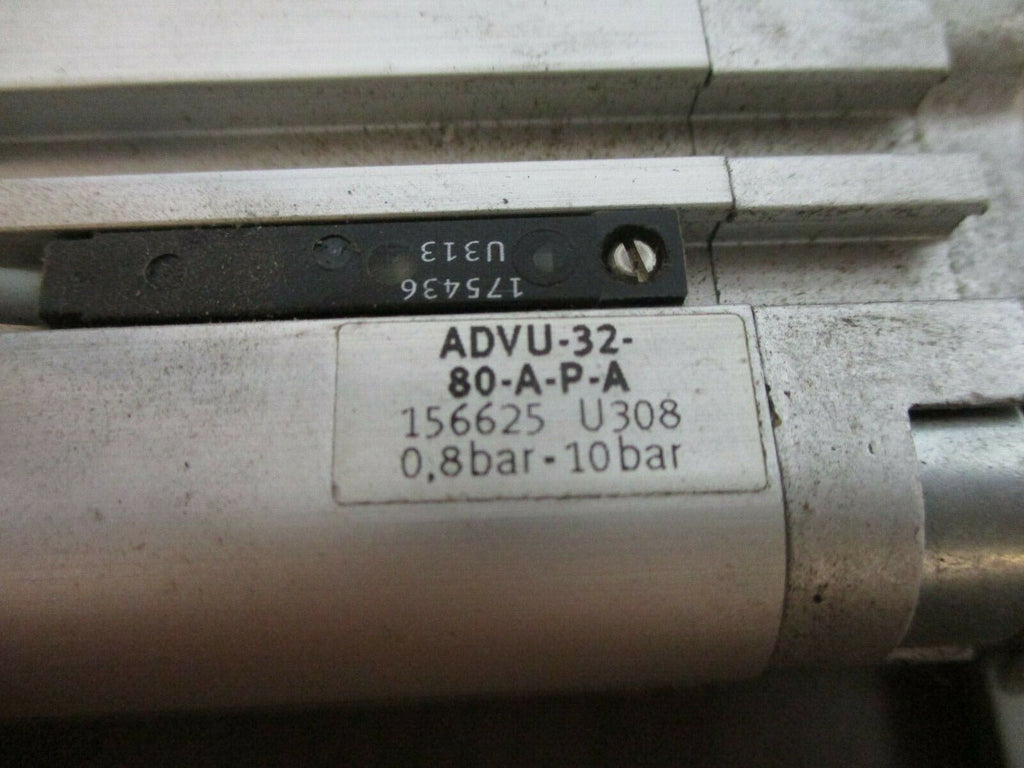 175436
U313
ADVU-32-
80-A-P-A
156625 U308
0,8bar-10bar